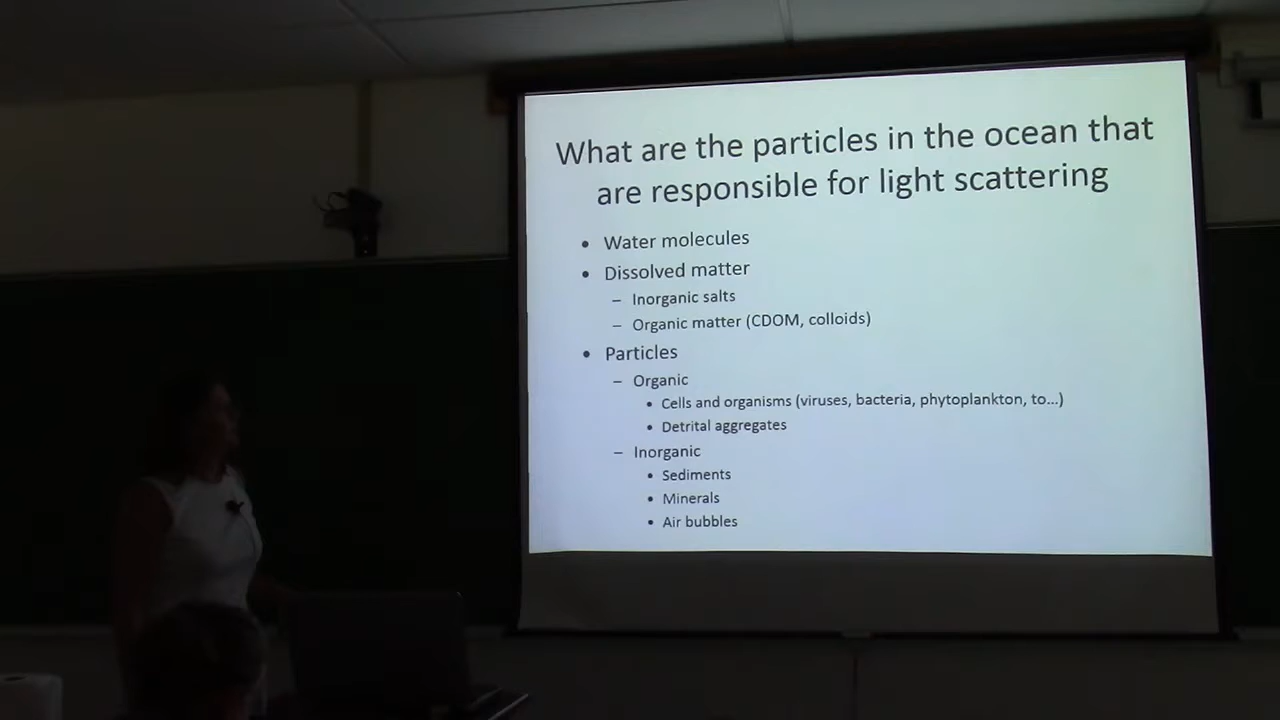 What are the particles in the ocean that
are responsible for light scattering
• Water molecules
• Dissolved matter
– Inorganic salts
– Organic matter (CDOM, colloids)
• Particles
– Organic
• Cells and organisms (viruses, bacteria, phytoplankton, to...)
• Detrital aggregates
– Inorganic
• Sediments
• Minerals
• Air bubbles